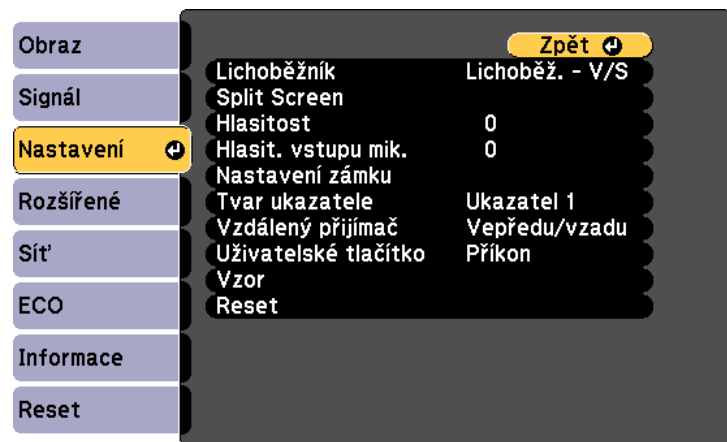 Obraz
Signál
Nastavení
Rozšířené
Síť
ECO
Informace
Reset
Zpět
Lichoběžník Lichoběž. - V/S
Split Screen
Hlasitost 0
Hlasit. vstupu mik. 0
Nastavení zámku
Tvar ukazatele Ukazatel 1
Vzdálený přijímač Vepředu/vzadu
Uživatelské tlačítko Příkon
Vzor
Reset